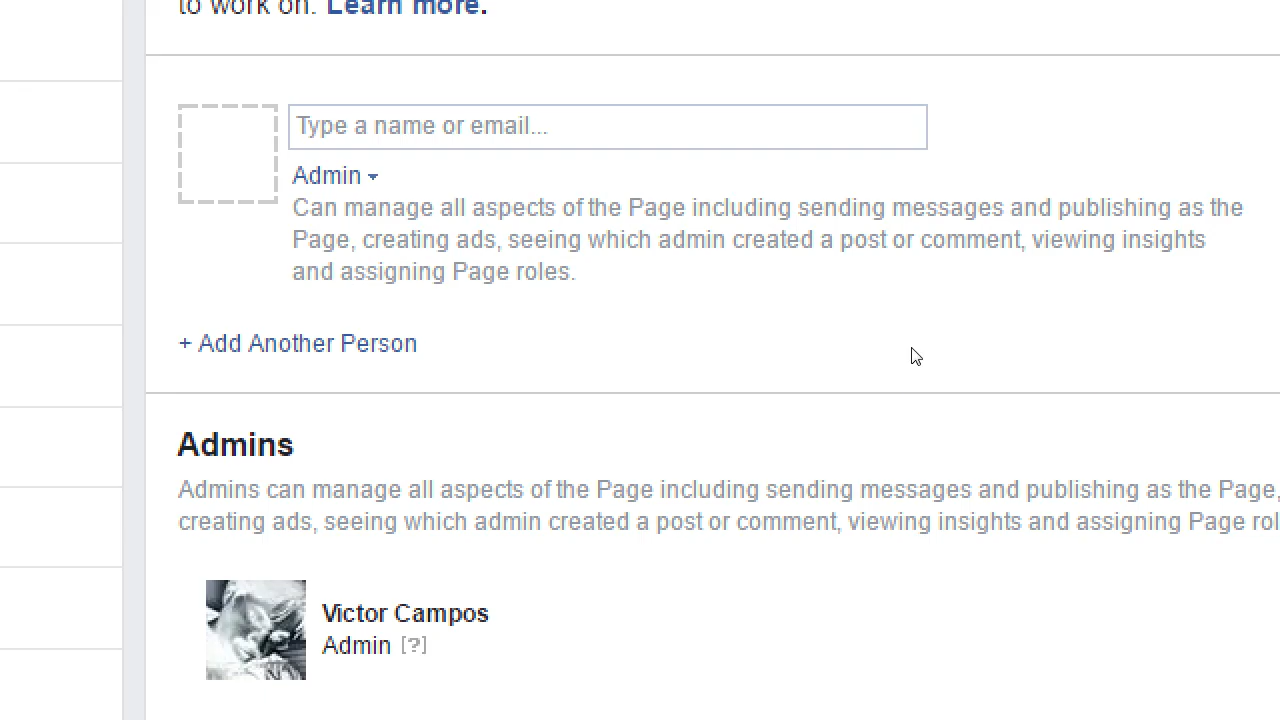 to work on. Learn more.
Type a name or email...
Admin
Can manage all aspects of the Page including sending messages and publishing as the
Page, creating ads, seeing which admin created a post or comment, viewing insights
and assigning Page roles.
+ Add Another Person
Admins
Admins can manage all aspects of the Page including sending messages and publishing as the Page,
creating ads, seeing which admin created a post or comment, viewing insights and assigning Page rol
Victor Campos
Admin [?]